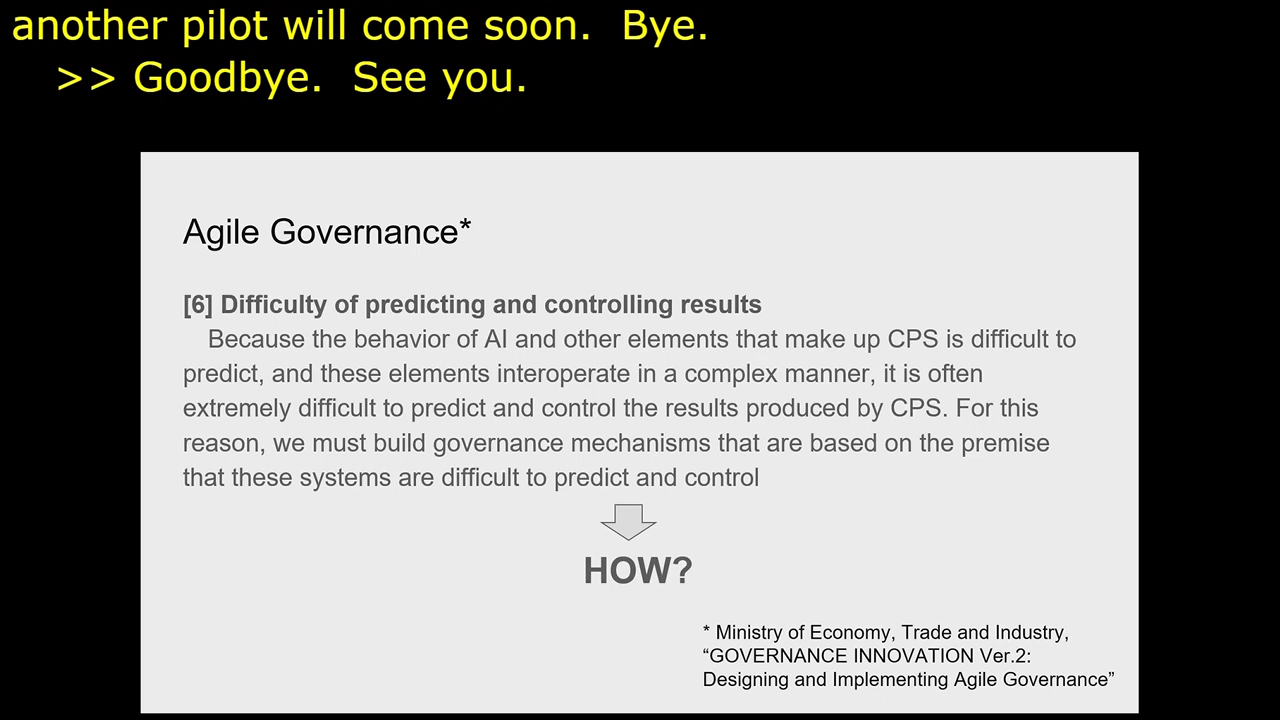 another pilot will come soon.  Bye.
>> Goodbye.  See you.
Agile Governance*
[6] Difficulty of predicting and controlling results
Because the behavior of AI and other elements that make up CPS is difficult to
predict, and these elements interoperate in a complex manner, it is often
extremely difficult to predict and control the results produced by CPS. For this
reason, we must build governance mechanisms that are based on the premise
that these systems are difficult to predict and control
HOW?
* Ministry of Economy, Trade and Industry,
“GOVERNANCE INNOVATION Ver.2:
Designing and Implementing Agile Governance”